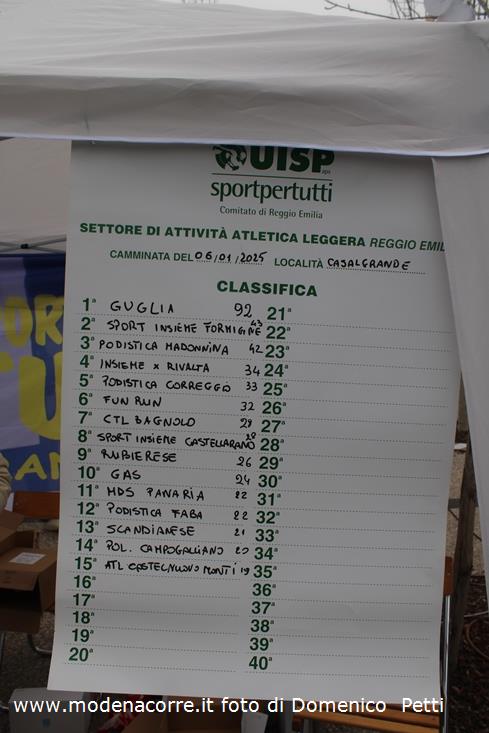 UISP
aps
sportpertutti
Comitato di Reggio Emilia
SETTORE DI ATTIVITÀ ATLETICA LEGGERA REGGIO EMIL
CAMMINATA DEL 06/01/2025 LOCALITÀ CASALGRANDE
CLASSIFICA
1ª GUGLIA 92 21ª
2ª SPORT INSIEME FORMIGINE 43 22ª
3ª PODISTICA MADONNINA 42 23ª
4ª INSIEME X RIVALTA 34 24ª
5ª PODISTICA CORREGGO 33 25ª
6ª FUN RUN 32 26ª
7ª CTL BAGNOLO 28 27ª
8ª SPORT INSIEME CASTELLARANO 28 28ª
9ª RUBIERESE 26 29ª
10ª GAS 24 30ª
11ª MDS PANARIA 22 31ª
12ª PODISTICA FABA 22 32ª
13ª SCANDIANESE 21 33ª
14ª POL. CAMPOGALLIANO 20 34ª
15ª ATL CASTELNUOVO MONTI 19 35ª
16ª 36ª
17ª 37ª
18ª 38ª
19ª 39ª
20ª 40ª
www.modenacorre.it foto di Domenico Petti